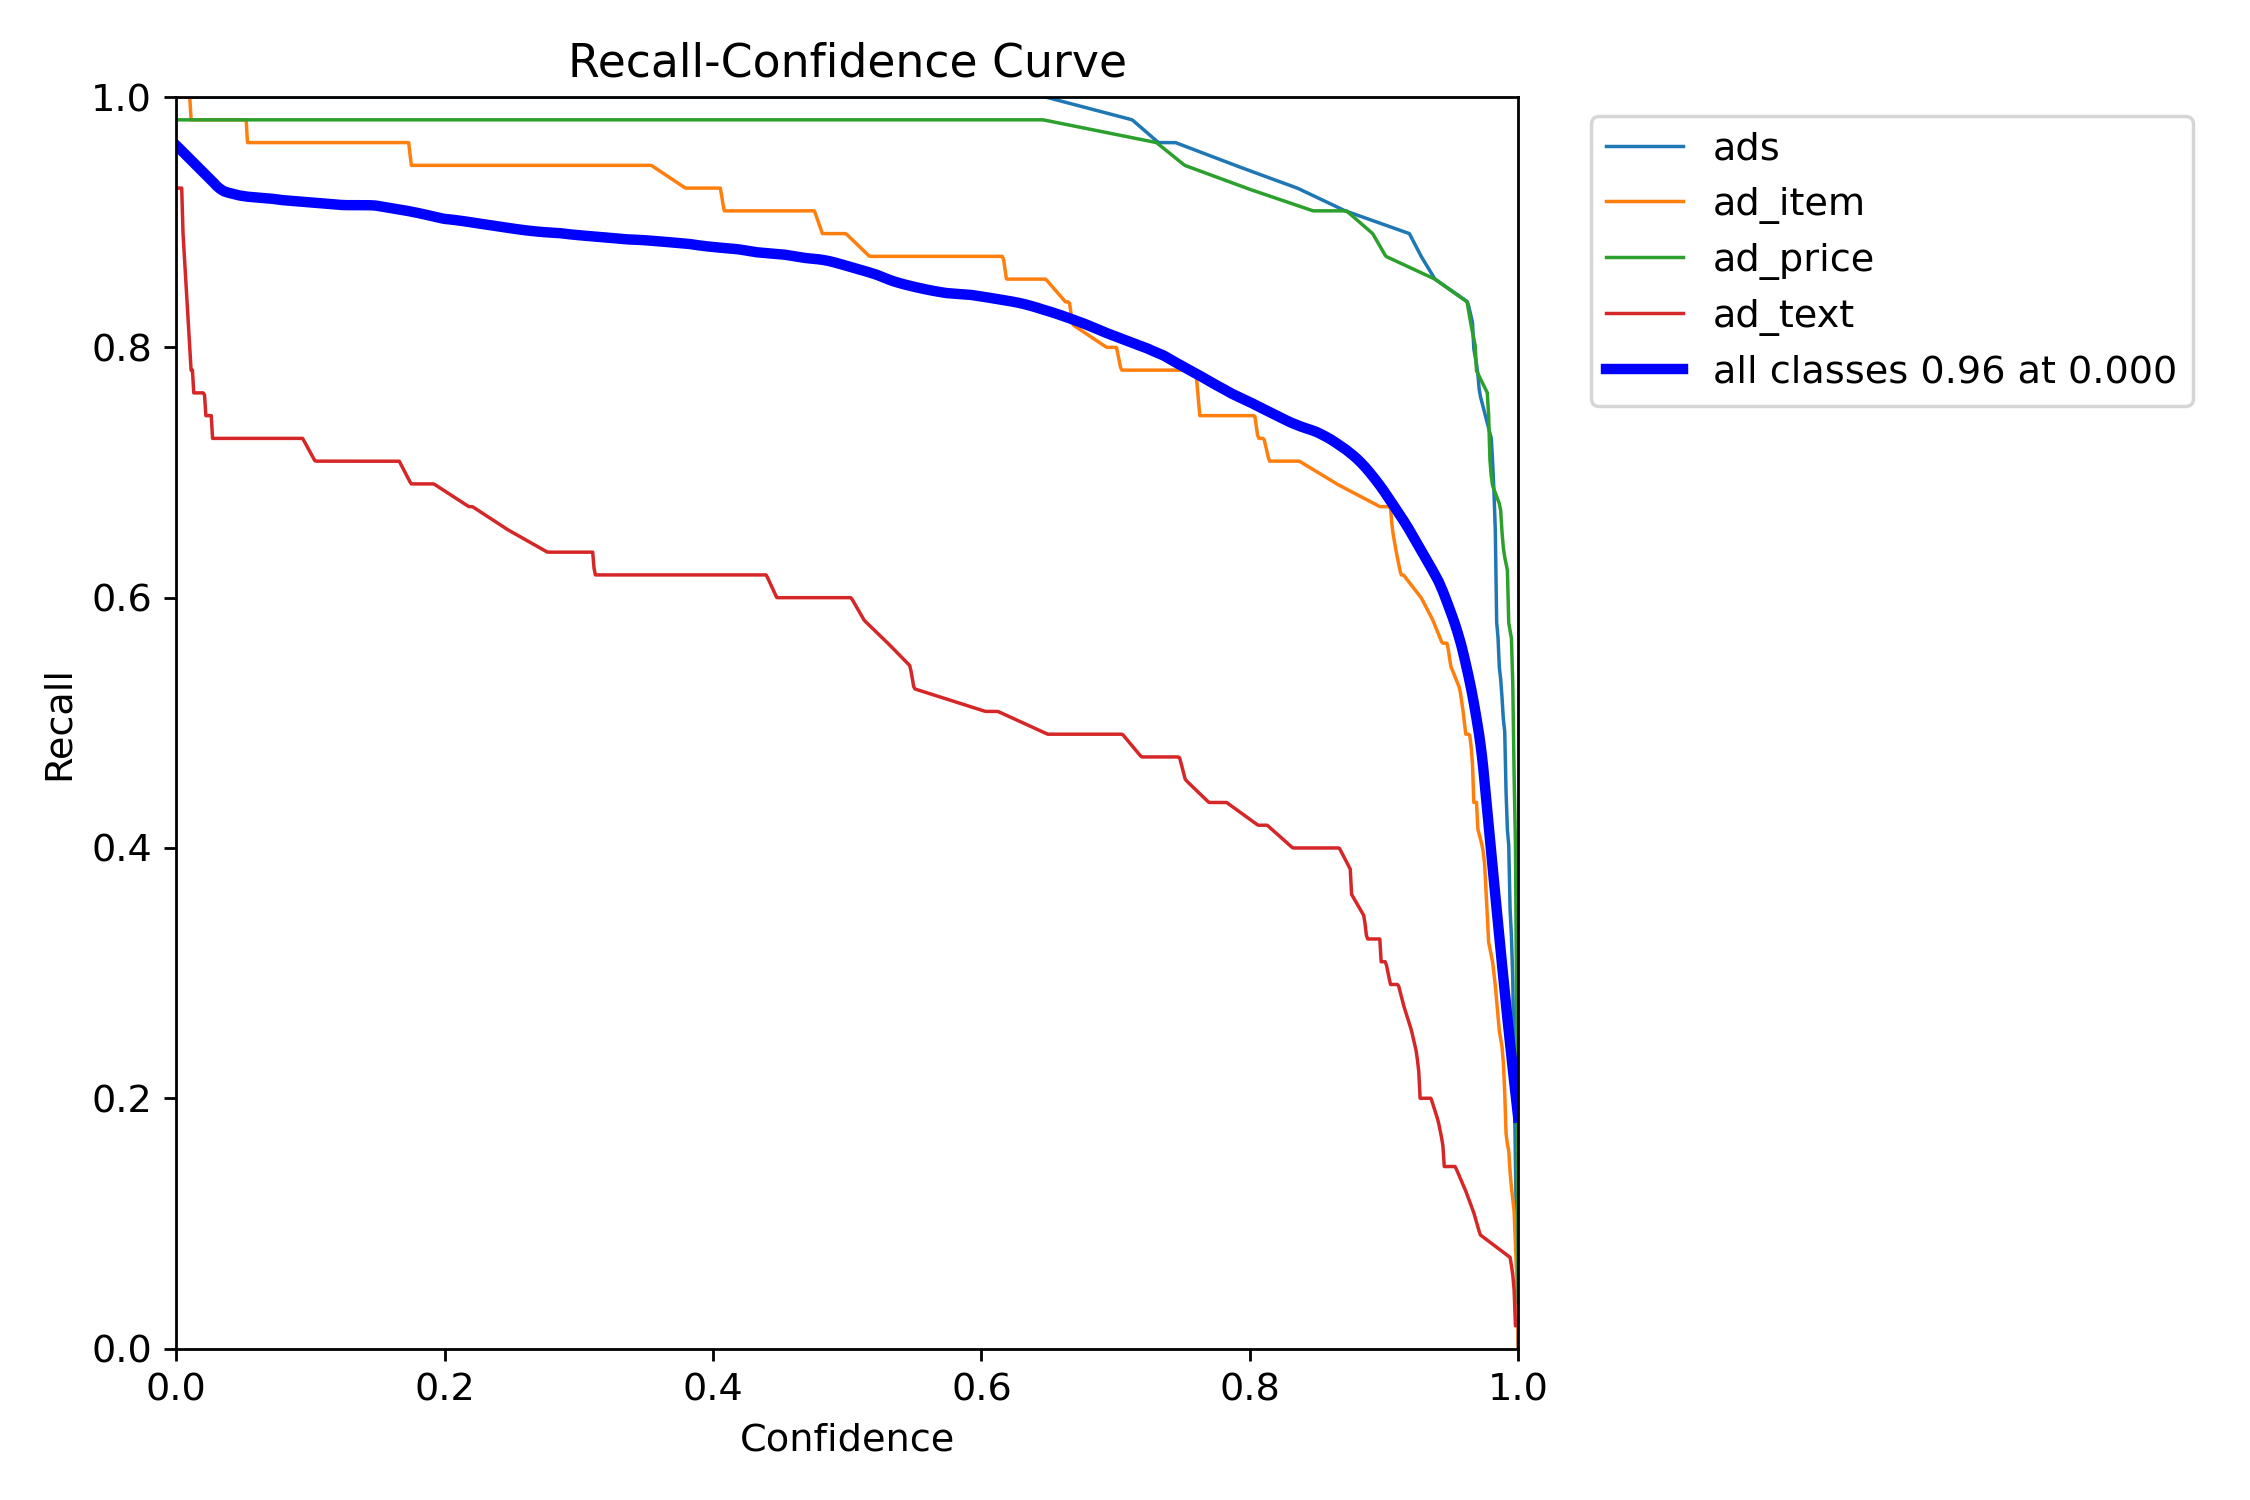 Recall-Confidence Curve
1.0
0.8
0.6
0.4
0.2
0.0
Recall
0.0 0.2 0.4 0.6 0.8 1.0
Confidence
ads
ad_item
ad_price
ad_text
all classes 0.96 at 0.000